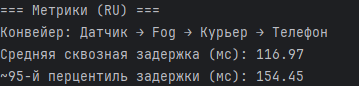 === Метрики (RU) ===
Конвейер: Датчик → Fog → Курьер → Телефон
Средняя сквозная задержка (мс): 116.97
~95-й перцентиль задержки (мс): 154.45